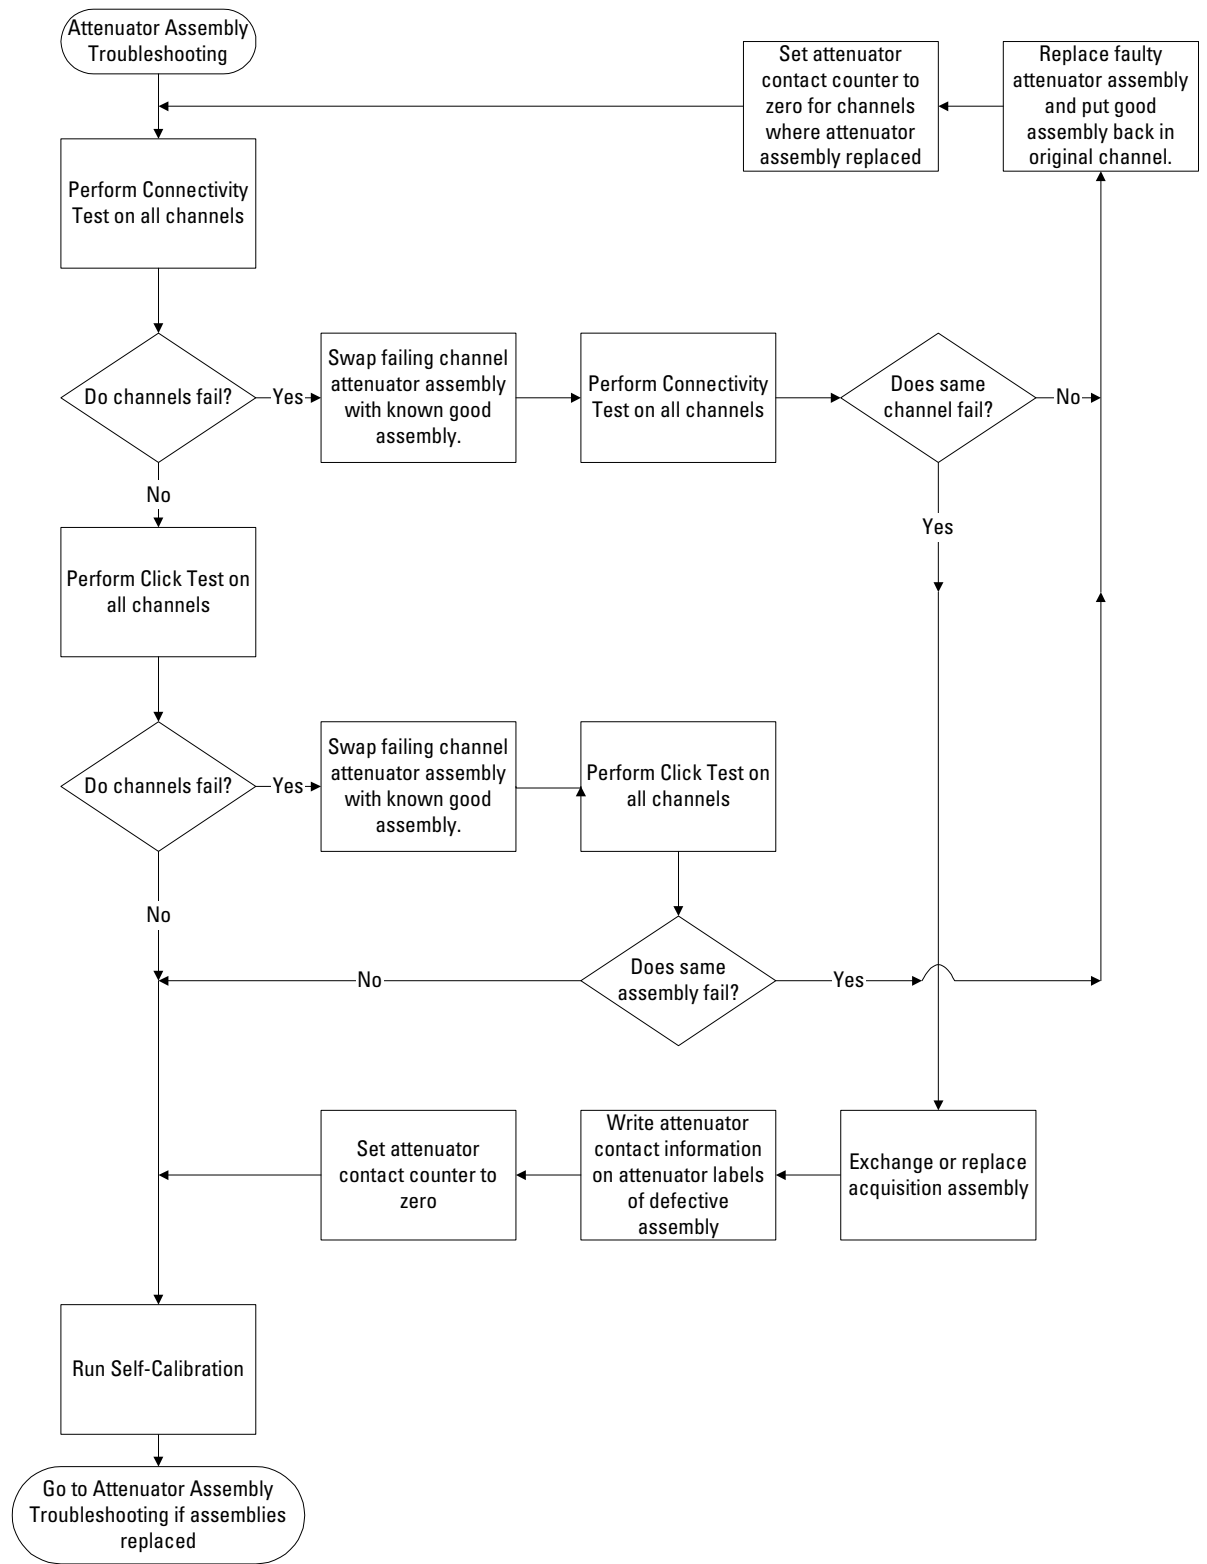 Attenuator Assembly
Troubleshooting
Set attenuator
contact counter to
zero for channels
where attenuator
assembly replaced
Replace faulty
attenuator assembly
and put good
assembly back in
original channel.
Perform Connectivity
Test on all channels
Do channels fail?
Yes
Swap failing channel
attenuator assembly
with known good
assembly.
Perform Connectivity
Test on all channels
Does same
channel fail?
No
No
Yes
Perform Click Test on
all channels
Do channels fail?
Yes
Swap failing channel
attenuator assembly
with known good
assembly.
Perform Click Test on
all channels
No
No
Does same
assembly fail?
Yes
Set attenuator
contact counter to
zero
Write attenuator
contact information
on attenuator labels
of defective
assembly
Exchange or replace
acquisition assembly
Run Self-Calibration
Go to Attenuator Assembly
Troubleshooting if assemblies
replaced